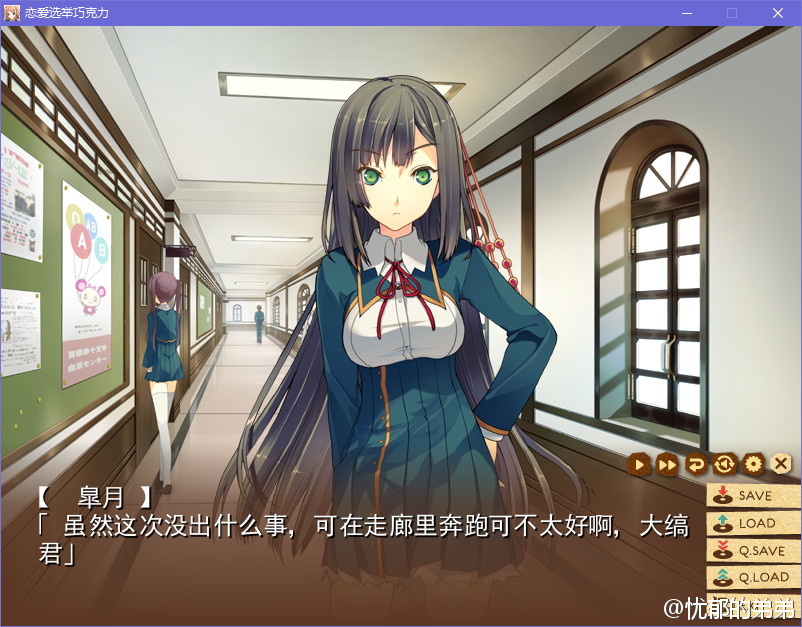 恋爱选举巧克力
O
A
AB
B
【 皐月 】
「 虽然这次没出什么事，可在走廊里奔跑可不太好啊，大缟
君」
SAVE
LOAD
Q.SAVE
Q.LOAD
@忧郁的弟弟